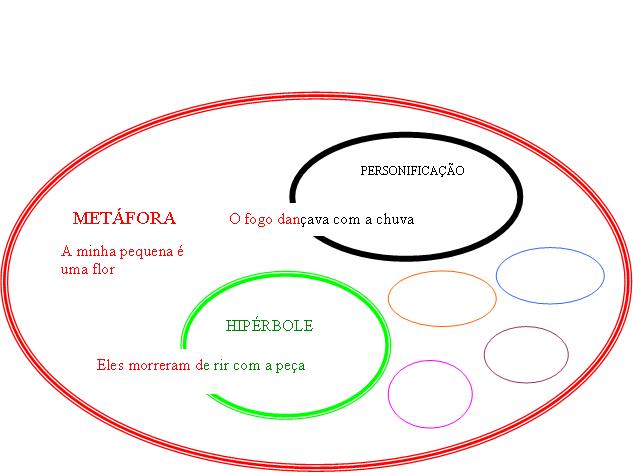 PERSONIFICAÇÃO
METÁFORA
O fogo dançava com a chuva
A minha pequena é
uma flor
HIPÉRBOLE
Eles morreram de rir com a peça